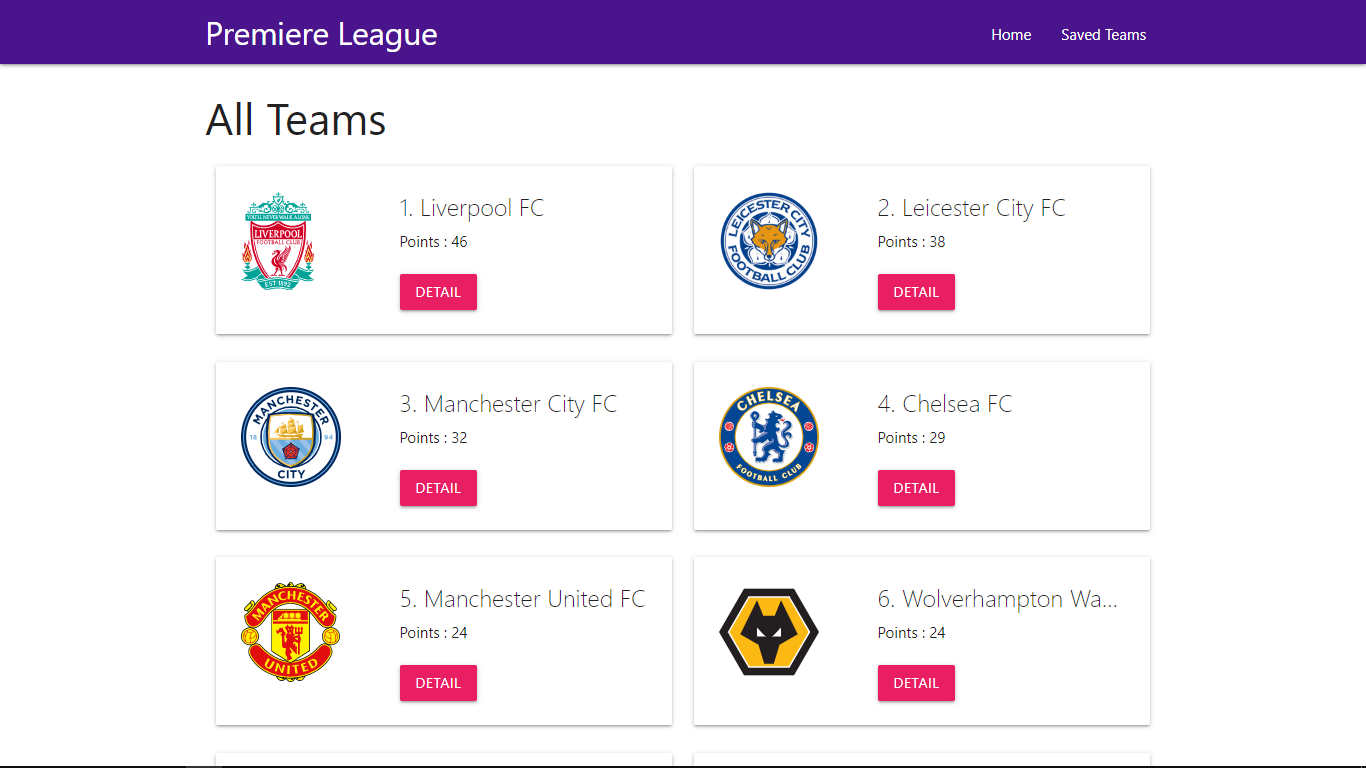 Premiere League
Home
Saved Teams
All Teams
YOU'LL NEVER WALK ALONE
LIVERPOOL
FOOTBALL CLUB
EST·1892
1. Liverpool FC
Points : 46
DETAIL
LEICESTER CITY
FOOTBALL CLUB
2. Leicester City FC
Points : 38
DETAIL
MANCHESTER
18 94
CITY
3. Manchester City FC
Points : 32
DETAIL
CHELSEA
FOOTBALL CLUB
4. Chelsea FC
Points : 29
DETAIL
MANCHESTER
UNITED
5. Manchester United FC
Points : 24
DETAIL
6. Wolverhampton Wa...
Points : 24
DETAIL